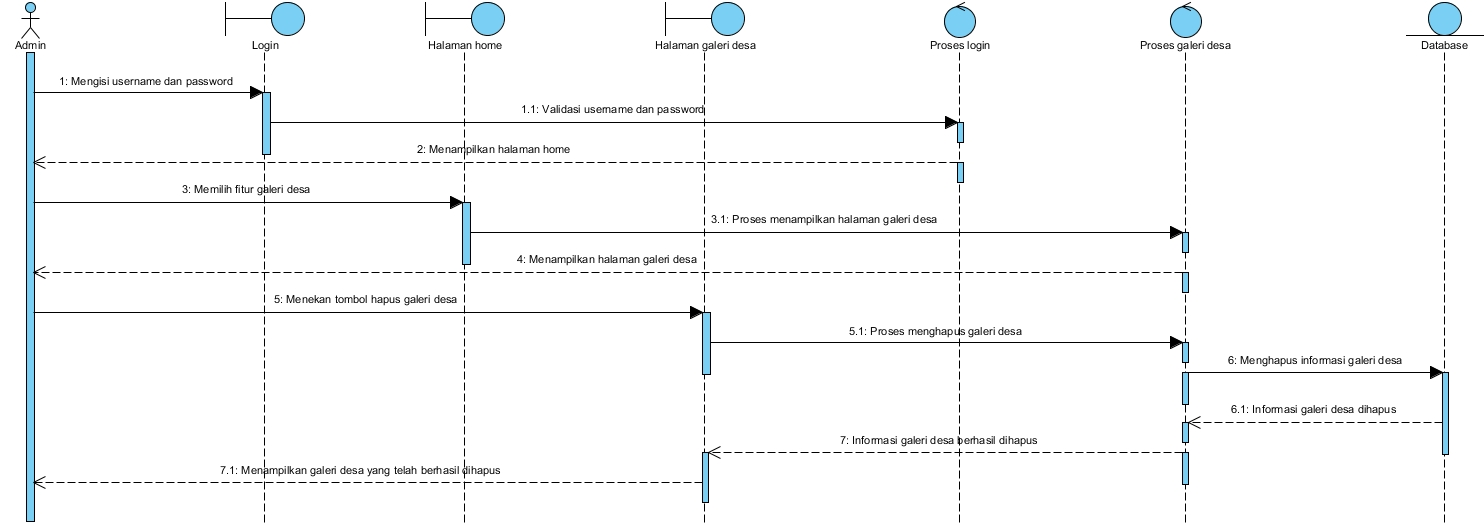 Admin
Login
Halaman home
Halaman galeri desa
Proses login
Proses galeri desa
Database
1: Mengisi username dan password
1.1: Validasi username dan password
2: Menampilkan halaman home
3: Memilih fitur galeri desa
3.1: Proses menampilkan halaman galeri desa
4: Menampilkan halaman galeri desa
5: Menekan tombol hapus galeri desa
5.1: Proses menghapus galeri desa
6: Menghapus informasi galeri desa
6.1: Informasi galeri desa dihapus
7: Informasi galeri desa berhasil dihapus
7.1: Menampilkan galeri desa yang telah berhasil dihapus